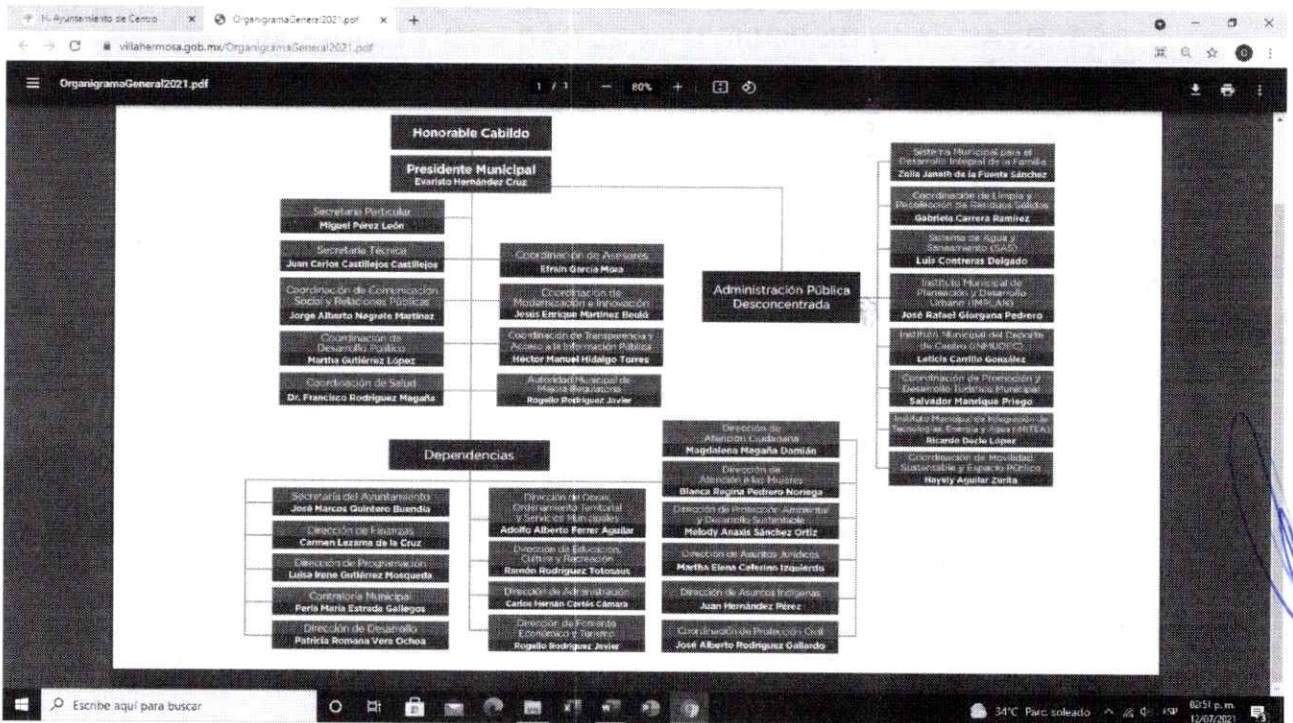 H. Ayuntamiento de Centro
OrganigramaGeneral2021.pdf
villahermosa.gob.mx/OrganigramaGeneral2021.pdf
OrganigramaGeneral2021.pdf
1 / 1
80%
Honorable Cabildo
Presidente Municipal
Evaristo Hernández Cruz
Secretaría Particular
Miguel Pérez León
Secretaría Técnica
Juan Carlos Castillejos Castillejos
Coordinación de Comunicación
Social y Relaciones Públicas
Jorge Alberto Negrete Martínez
Coordinación de
Desarrollo Político
Martha Gutiérrez López
Coordinación de Salud
Dr. Francisco Rodríguez Magaña
Coordinación de Asesores
Efraín García Mora
Coordinación de
Modernización e Innovación
Jesús Enrique Martínez Beuló
Coordinación de Transparencia y
Acceso a la Información Pública
Héctor Manuel Hidalgo Torres
Autoridad Municipal de
Mejora Regulatoria
Rogelio Rodríguez Javier
Administración Pública
Desconcentrada
Sistema Municipal para el
Desarrollo Integral de la Familia
Zoila Janeth de la Fuente Sánchez
Coordinación de Limpia y
Recolección de Residuos Sólidos
Gabriela Carrera Ramírez
Sistema de Agua y
Saneamiento (SAS)
Luis Contreras Delgado
Instituto Municipal de
Planeación y Desarrollo
Urbano (IMPLAN)
José Rafael Giorgana Pedrero
Instituto Municipal del Deporte
de Centro (INMUDEC)
Leticia Carrillo González
Coordinación de Promoción y
Desarrollo Turístico Municipal
Salvador Manrique Priego
Instituto Municipal de Integración de
Tecnologías, Energía y Agua (INITEA)
Ricardo Decle López
Coordinación de Movilidad
Sustentable y Espacio Público
Nayely Aguilar Zurita
Dependencias
Secretaría del Ayuntamiento
José Marcos Quintero Buendía
Dirección de Finanzas
Carmen Lezama de la Cruz
Dirección de Programación
Luisa Irene Gutiérrez Mosqueda
Contraloría Municipal
Perla María Estrada Gallegos
Dirección de Desarrollo
Patricia Romana Vera Ochoa
Dirección de Obras,
Ordenamiento Territorial
y Servicios Municipales
Adolfo Alberto Ferrer Aguilar
Dirección de Educación,
Cultura y Recreación
Ramón Rodríguez Totosaus
Dirección de Administración
Carlos Hernán Cortés Cámara
Dirección de Fomento
Económico y Turismo
Rogelio Rodríguez Javier
Dirección de
Atención Ciudadana
Magdalena Magaña Damián
Dirección de
Atención a las Mujeres
Blanca Regina Pedrero Noriega
Dirección de Protección Ambiental
y Desarrollo Sustentable
Melody Anaxis Sánchez Ortiz
Dirección de Asuntos Jurídicos
Martha Elena Ceferino Izquierdo
Dirección de Asuntos Indígenas
Juan Hernández Pérez
Coordinación de Protección Civil
José Alberto Rodríguez Gallardo
Escribe aquí para buscar
34°C Parc. soleado
ESP
02:51 p. m.
12/07/2021